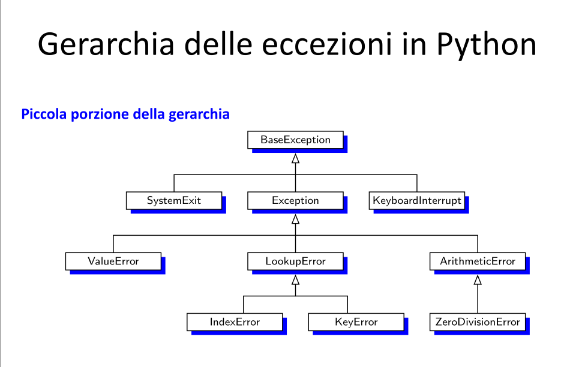 Gerarchia delle eccezioni in Python
Piccola porzione della gerarchia
BaseException
SystemExit
Exception
KeyboardInterrupt
ValueError
LookupError
ArithmeticError
IndexError
KeyError
ZeroDivisionError